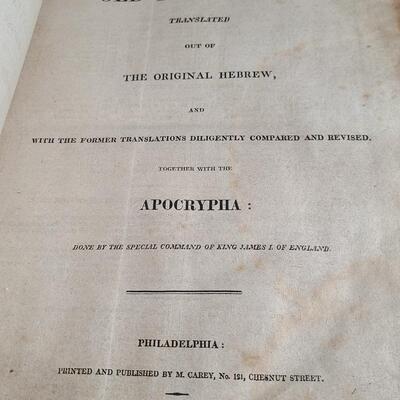 TRANSLATED
OUT OF
THE ORIGINAL HEBREW,
AND
WITH THE FORMER TRANSLATIONS DILIGENTLY COMPARED AND REVISED.
TOGETHER WITH THE
APOCRYPHA:
DONE BY THE SPECIAL COMMAND OF KING JAMES I. OF ENGLAND.
PHILADELPHIA:
PRINTED AND PUBLISHED BY M. CAREY, No. 121, CHESNUT STREET.